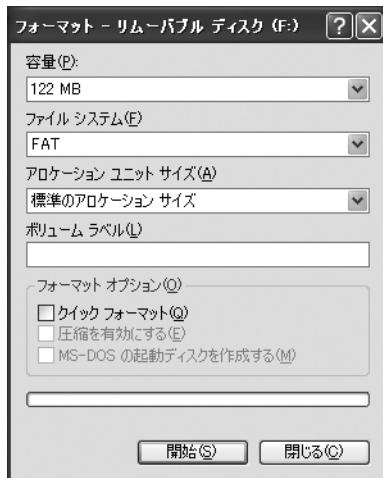 フォーマット - リムーバブル ディスク (F:)
容量(P):
122 MB
ファイル システム(F)
FAT
アロケーション ユニット サイズ(A)
標準のアロケーション サイズ
ボリューム ラベル(L)
フォーマット オプション(O)
クイック フォーマット(Q)
圧縮を有効にする(E)
MS-DOS の起動ディスクを作成する(M)
開始(S)
閉じる(C)